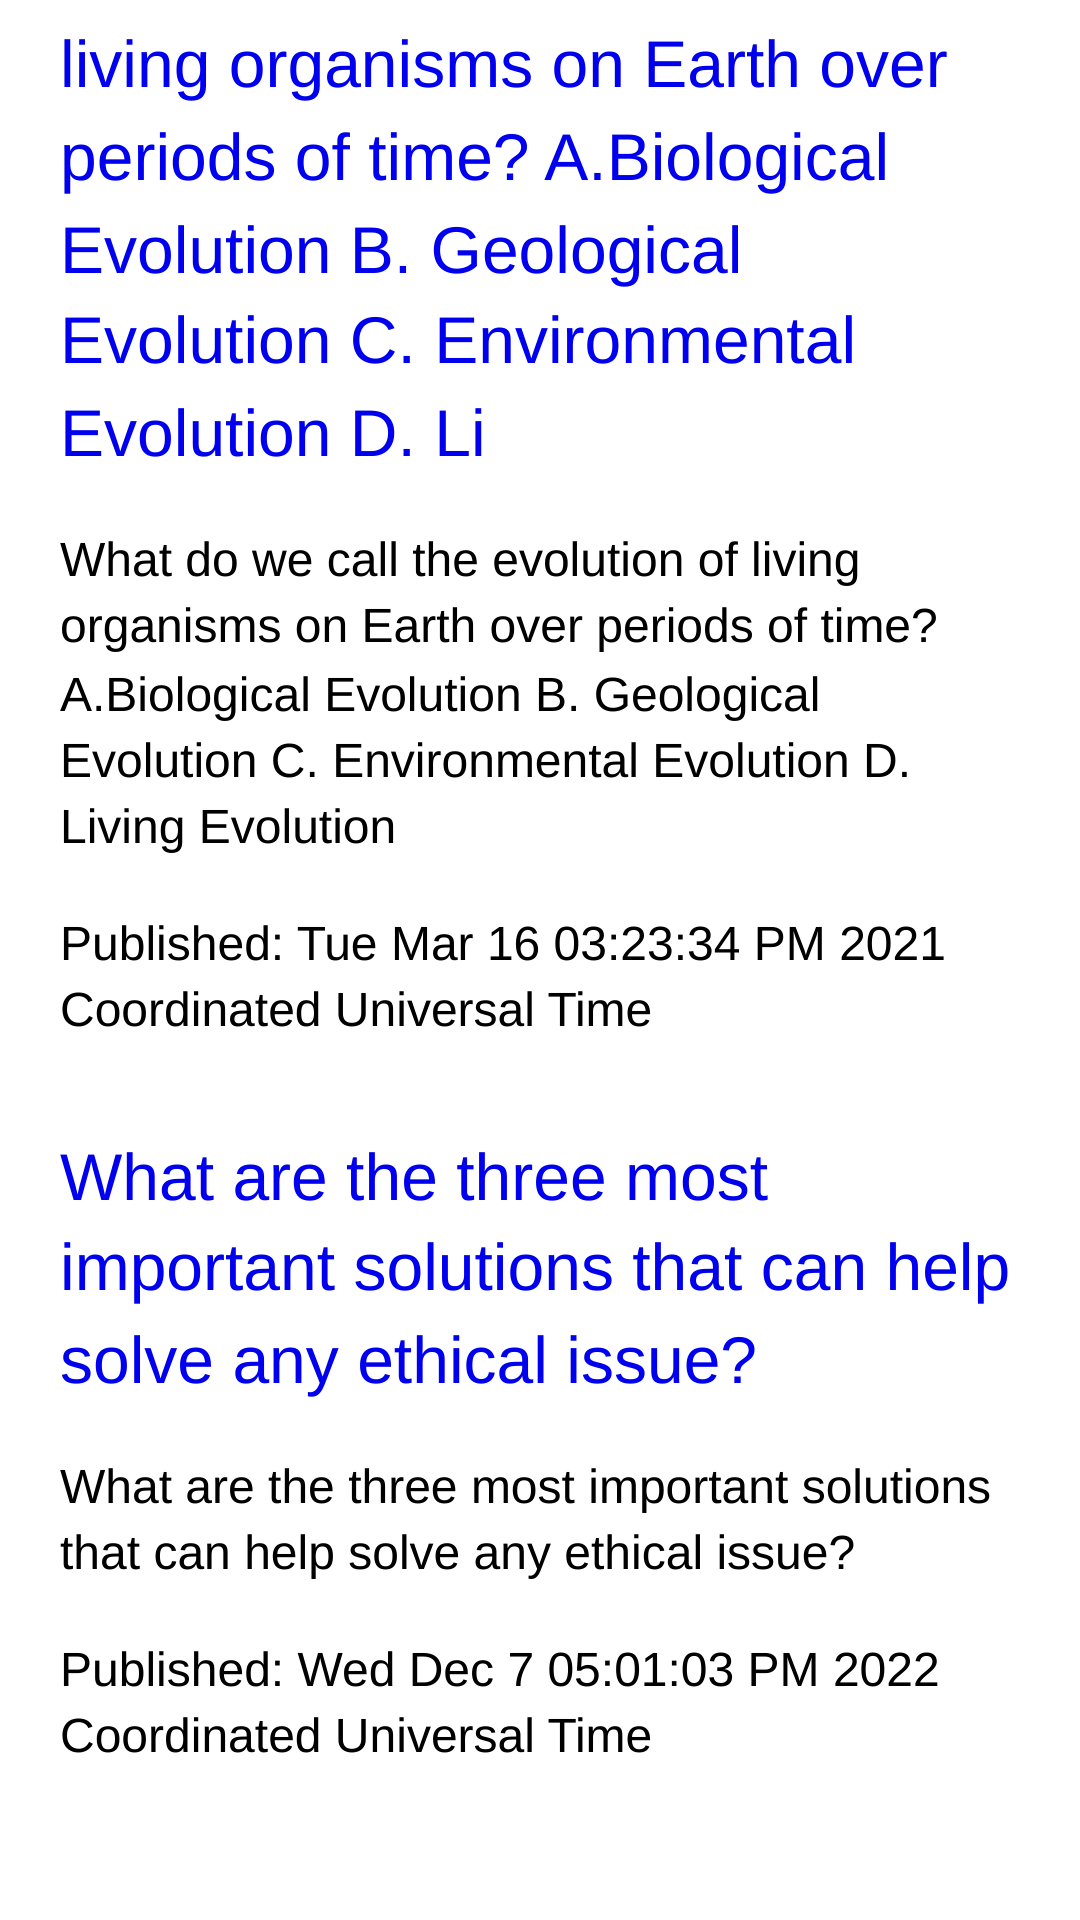 living organisms on Earth over
periods of time? A.Biological
Evolution B. Geological
Evolution C. Environmental
Evolution D. Li
What do we call the evolution of living
organisms on Earth over periods of time?
A.Biological Evolution B. Geological
Evolution C. Environmental Evolution D.
Living Evolution
Published: Tue Mar 16 03:23:34 PM 2021
Coordinated Universal Time
What are the three most
important solutions that can help
solve any ethical issue?
What are the three most important solutions
that can help solve any ethical issue?
Published: Wed Dec 7 05:01:03 PM 2022
Coordinated Universal Time